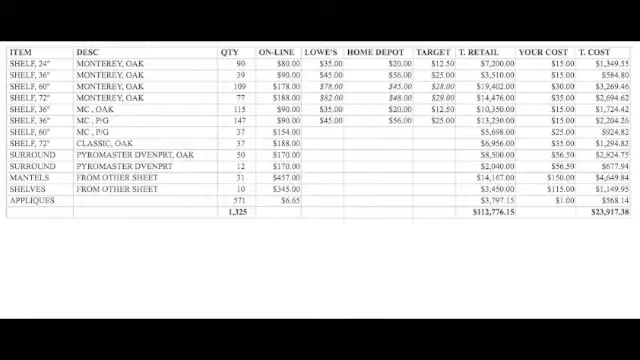 ITEM DESC QTY ON-LINE LOWE'S HOME DEPOT TARGET T. RETAIL YOUR COST T. COST
SHELF, 24" MONTEREY, OAK 90 $80.00 $35.00 $20.00 $12.50 $7,200.00 $15.00 $1,349.55
SHELF, 36" MONTEREY, OAK 39 $90.00 $45.00 $56.00 $25.00 $3,510.00 $15.00 $584.80
SHELF, 60" MONTEREY, OAK 109 $178.00 $78.00 $45.00 $28.00 $19,402.00 $30.00 $3,269.46
SHELF, 72" MONTEREY, OAK 77 $188.00 $82.00 $48.00 $29.00 $14,476.00 $35.00 $2,694.62
SHELF, 36" MC , OAK 115 $90.00 $35.00 $20.00 $12.50 $10,350.00 $15.00 $1,724.42
SHELF, 36" MC , P/G 147 $90.00 $45.00 $56.00 $25.00 $13,230.00 $15.00 $2,204.26
SHELF, 60" MC , P/G 37 $154.00 $5,698.00 $25.00 $924.82
SHELF, 72" CLASSIC, OAK 37 $188.00 $6,956.00 $35.00 $1,294.82
SURROUND PYROMASTER DVENPRT, OAK 50 $170.00 $8,500.00 $56.50 $2,824.75
SURROUND PYROMASTER DVENPRT 12 $170.00 $2,040.00 $56.50 $677.94
MANTELS FROM OTHER SHEET 31 $457.00 $14,167.00 $150.00 $4,649.84
SHELVES FROM OTHER SHEET 10 $345.00 $3,450.00 $115.00 $1,149.95
APPLIQUES 571 $6.65 $3,797.15 $1.00 $568.14
1,325 $112,776.15 $23,917.38